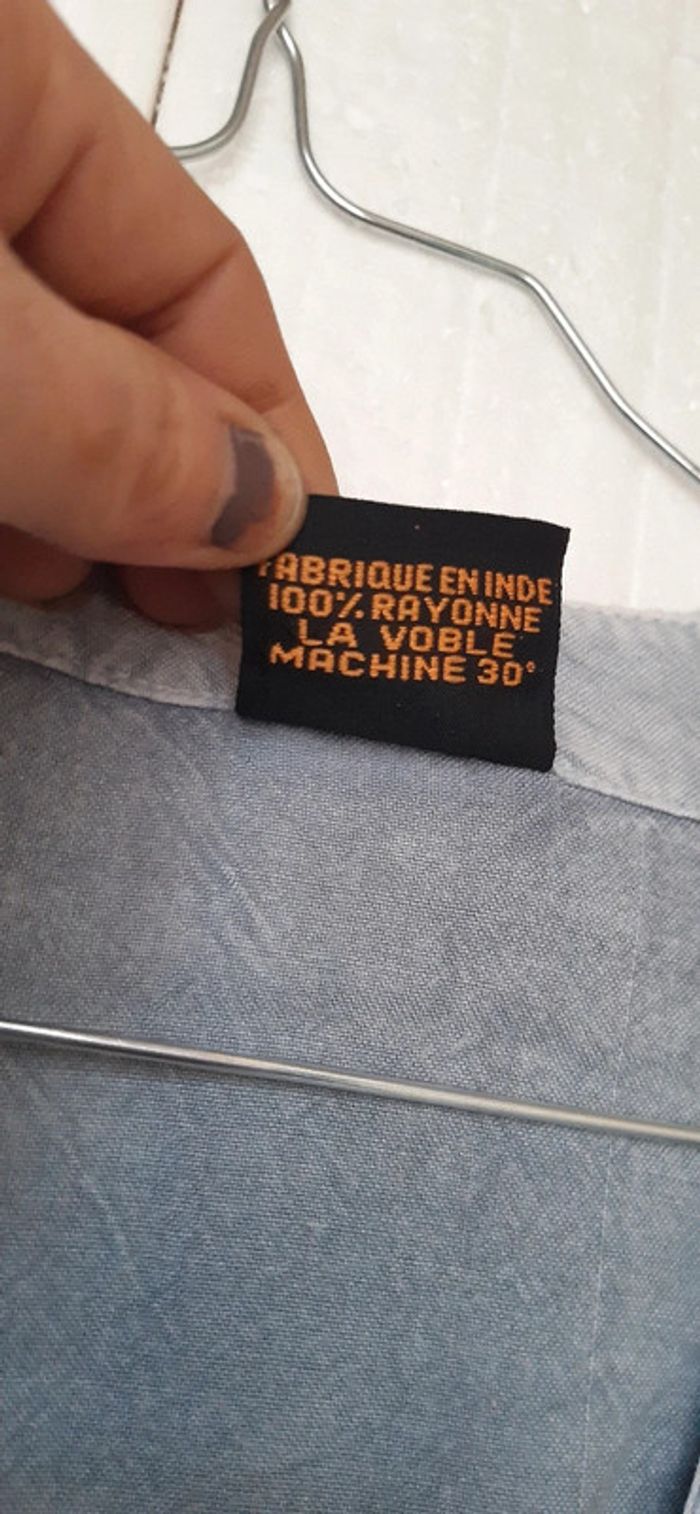 FABRIQUE EN INDE
100% RAYONNE
LA VOBLE
MACHINE 30°